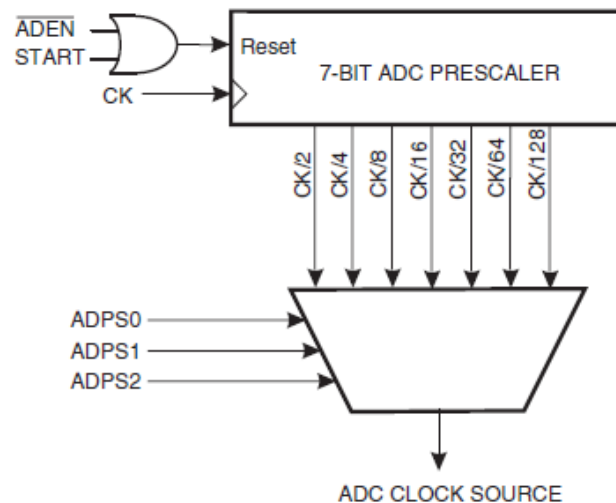 ADEN
START
Reset
7-BIT ADC PRESCALER
CK
CK/2
CK/4
CK/8
CK/16
CK/32
CK/64
CK/128
ADPS0
ADPS1
ADPS2
ADC CLOCK SOURCE